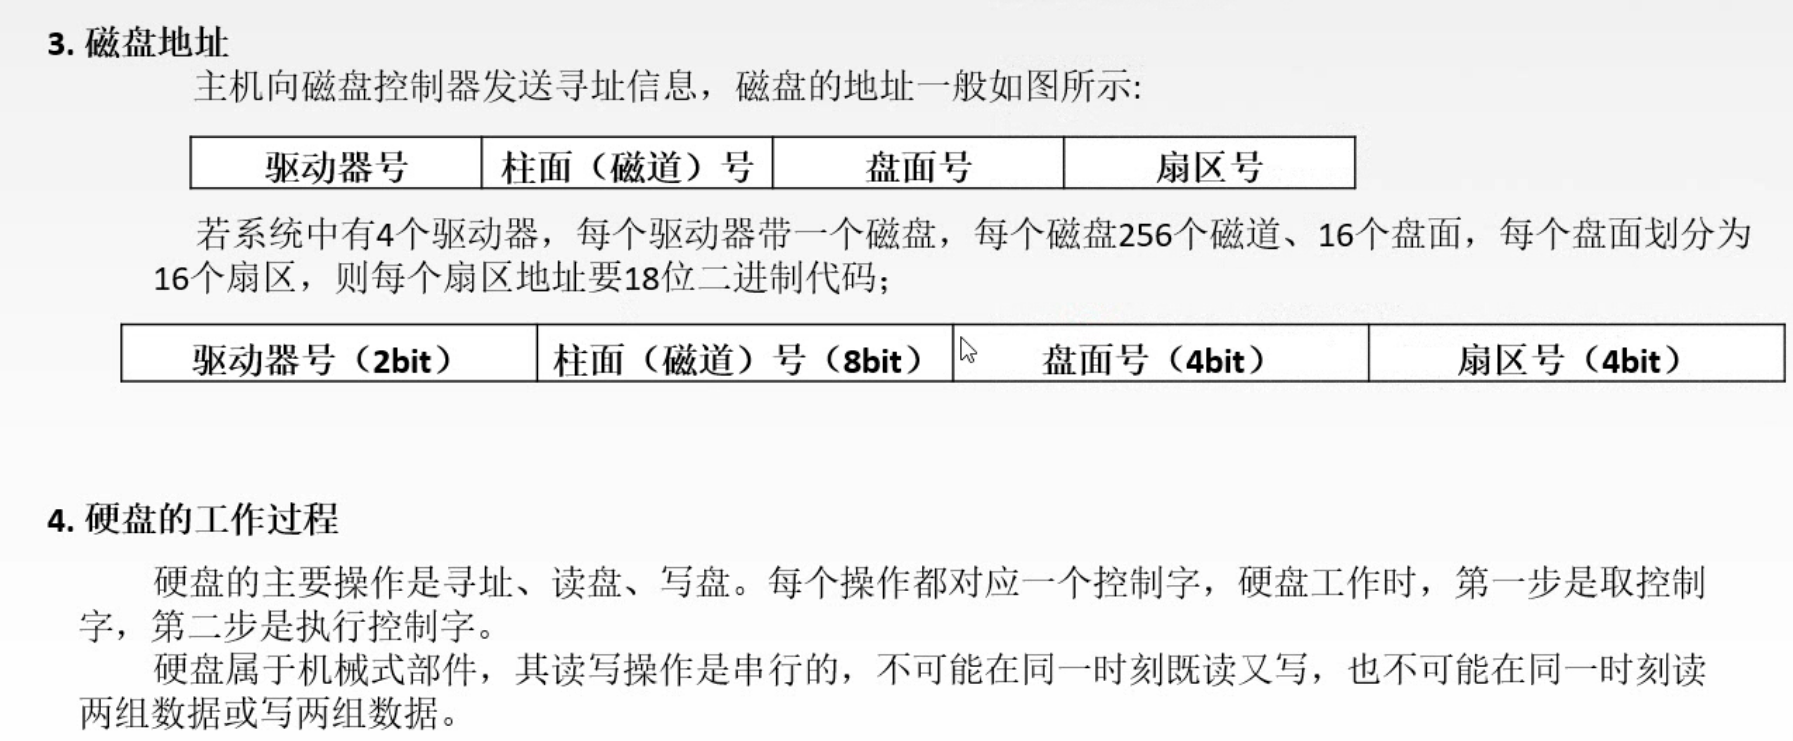 3. 磁盘地址
主机向磁盘控制器发送寻址信息，磁盘的地址一般如图所示:
驱动器号 柱面（磁道）号 盘面号 扇区号
若系统中有4个驱动器，每个驱动器带一个磁盘，每个磁盘256个磁道、16个盘面，每个盘面划分为
16个扇区，则每个扇区地址要18位二进制代码；
驱动器号（2bit） 柱面（磁道）号（8bit） 盘面号（4bit） 扇区号（4bit）
4. 硬盘的工作过程
硬盘的主要操作是寻址、读盘、写盘。每个操作都对应一个控制字，硬盘工作时，第一步是取控制
字，第二步是执行控制字。
硬盘属于机械式部件，其读写操作是串行的，不可能在同一时刻既读又写，也不可能在同一时刻读
两组数据或写两组数据。